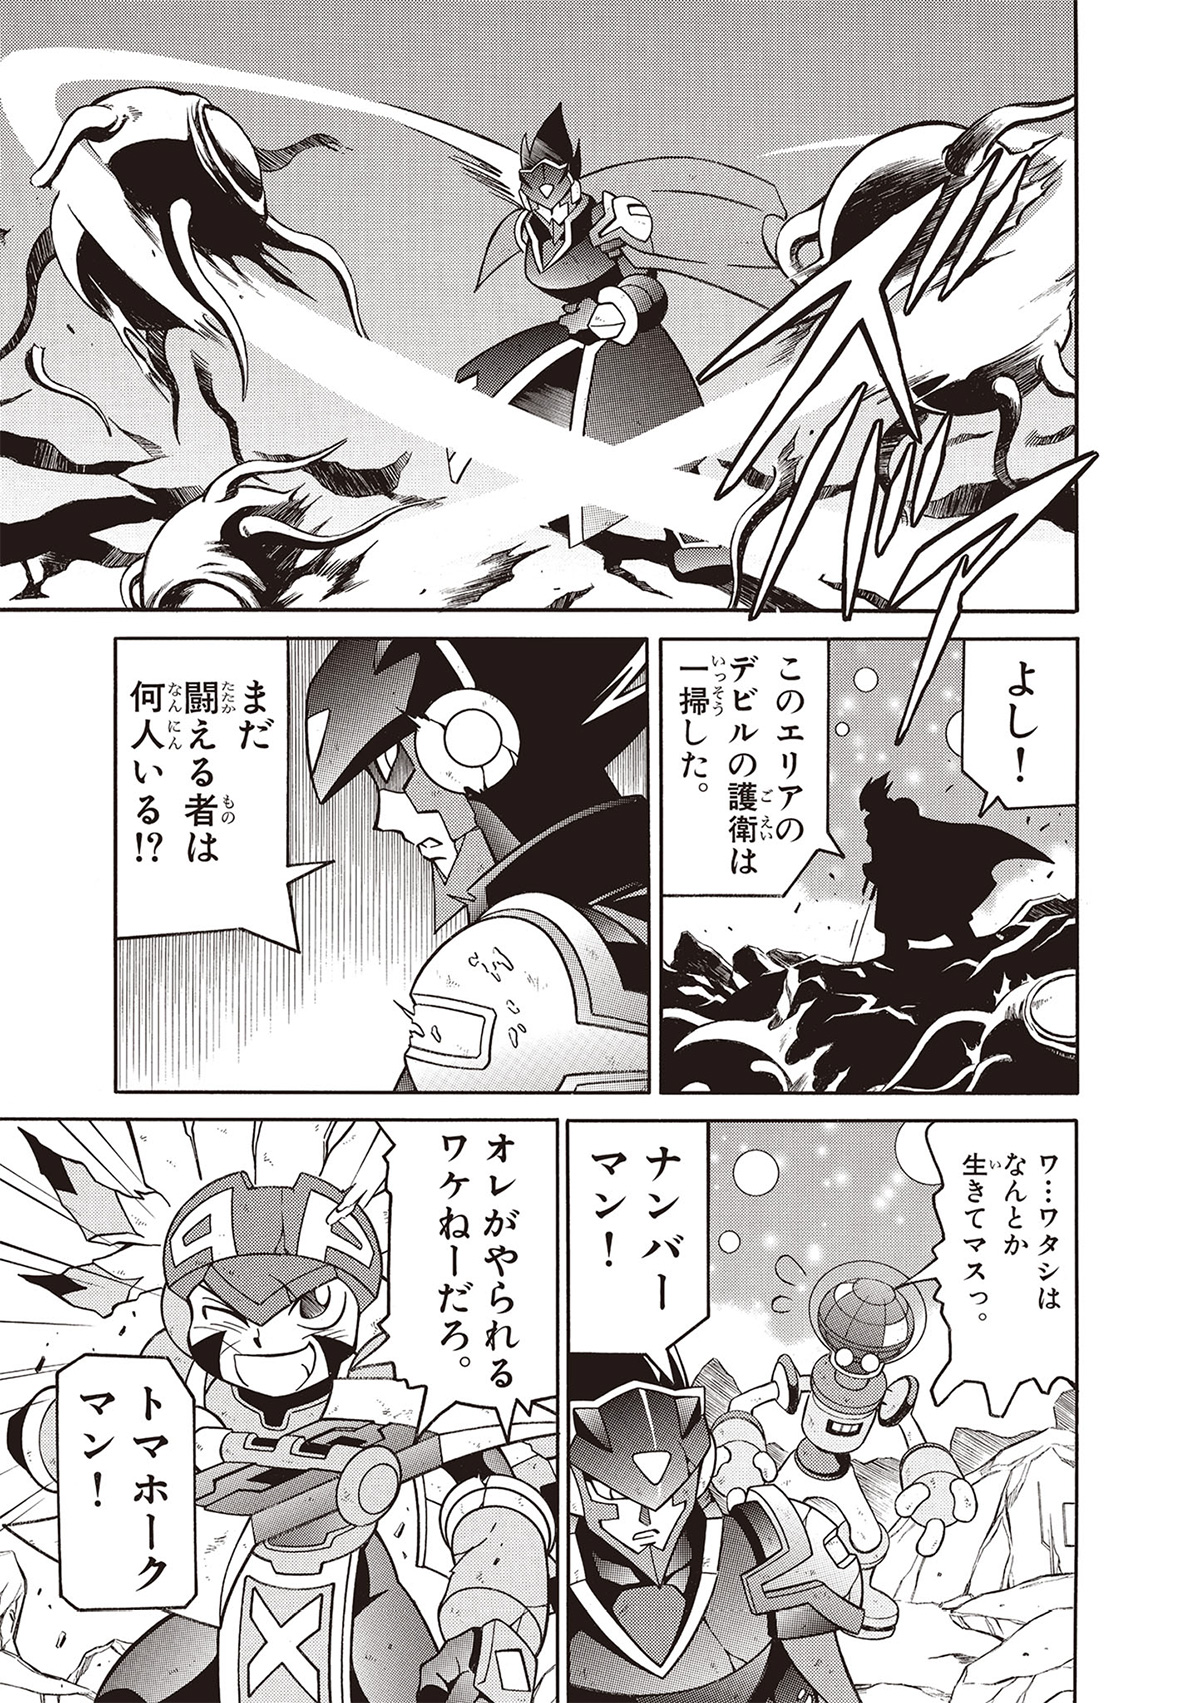 ズバッ
よし！
このエリアの
デビルの護衛は
一掃した。
まだ
闘える者は
何人いる!?
ワ…ワタシは
なんとか
生きてマスっ。
ナンバー
マン！
オレがやられる
ワケねーだろ。
トマホーク
マン！